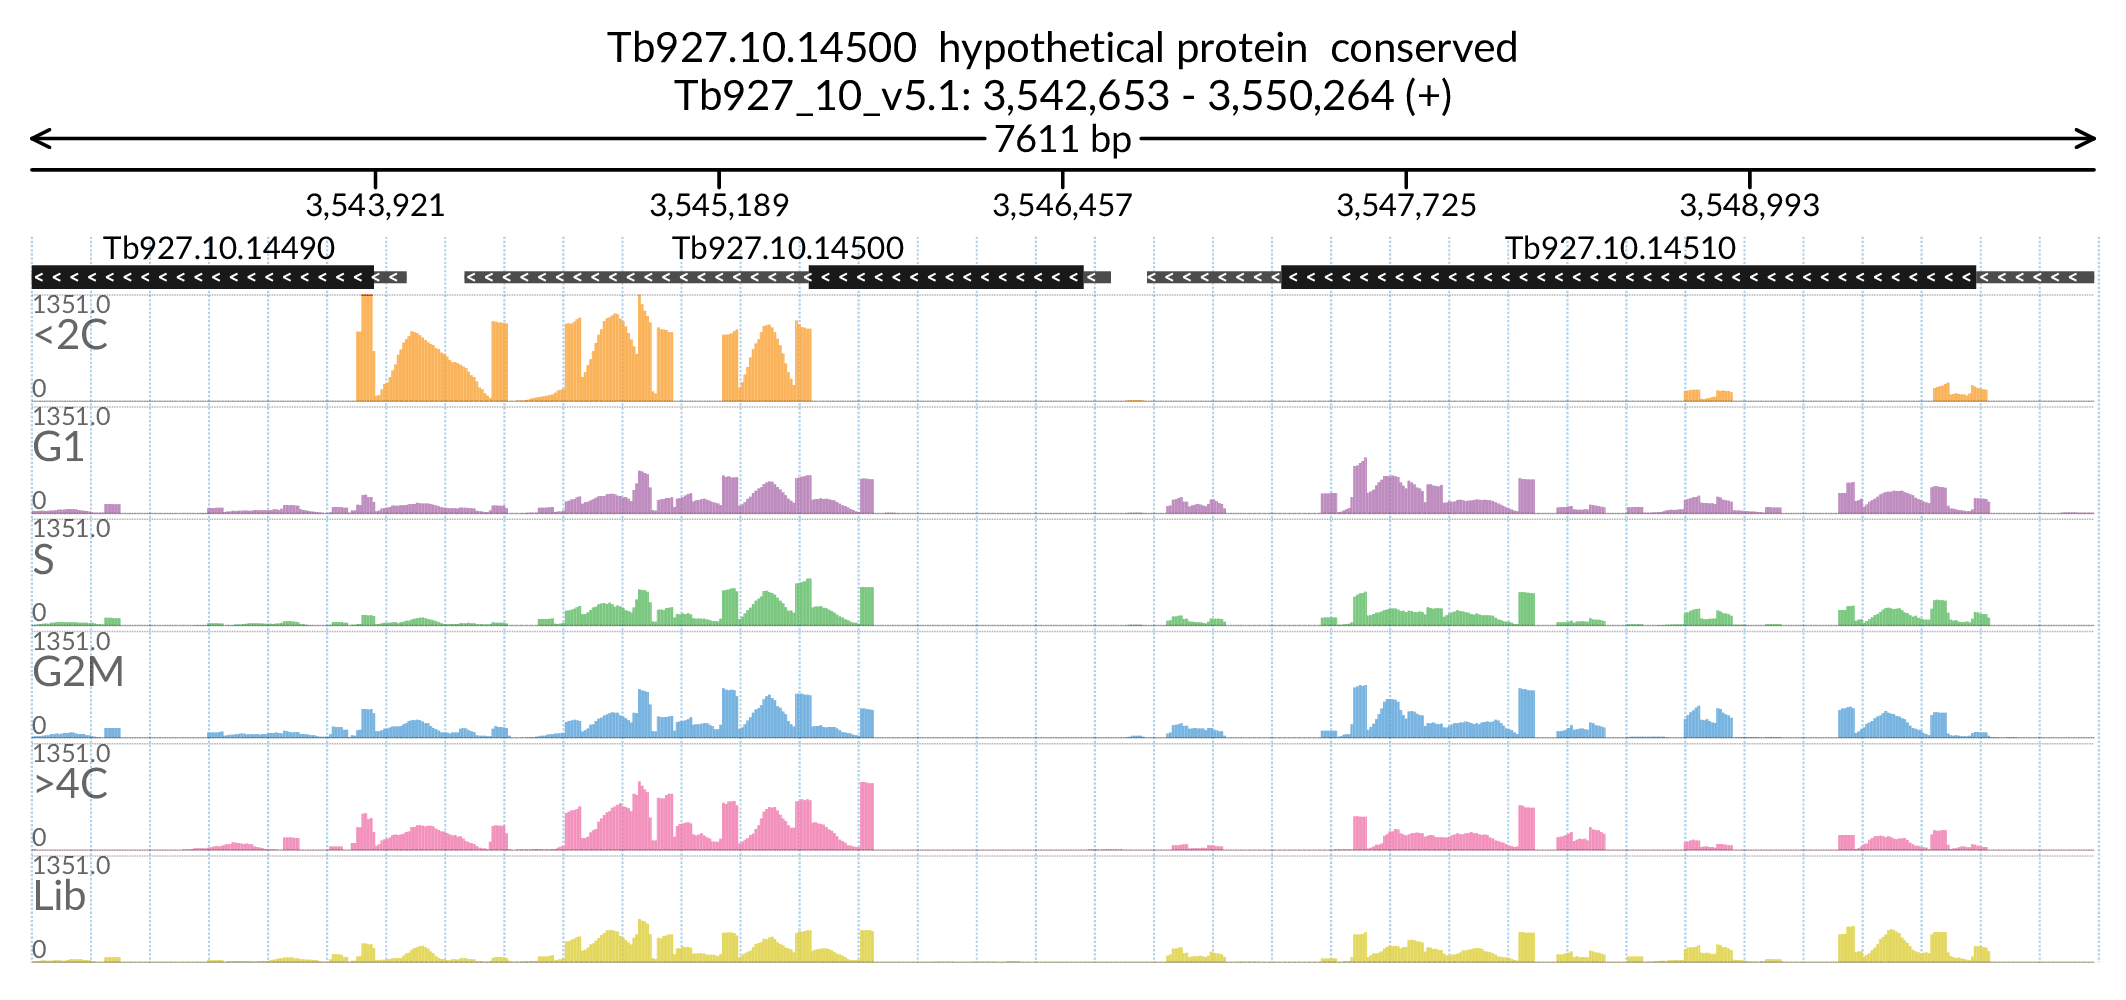 Tb927.10.14500  hypothetical protein  conserved
Tb927_10_v5.1: 3,542,653 - 3,550,264 (+)
7611 bp
3,543,921 3,545,189 3,546,457 3,547,725 3,548,993
Tb927.10.14490 Tb927.10.14500 Tb927.10.14510
1351.0
<2C
0
1351.0
G1
0
1351.0
S
0
1351.0
G2M
0
1351.0
>4C
0
1351.0
Lib
0